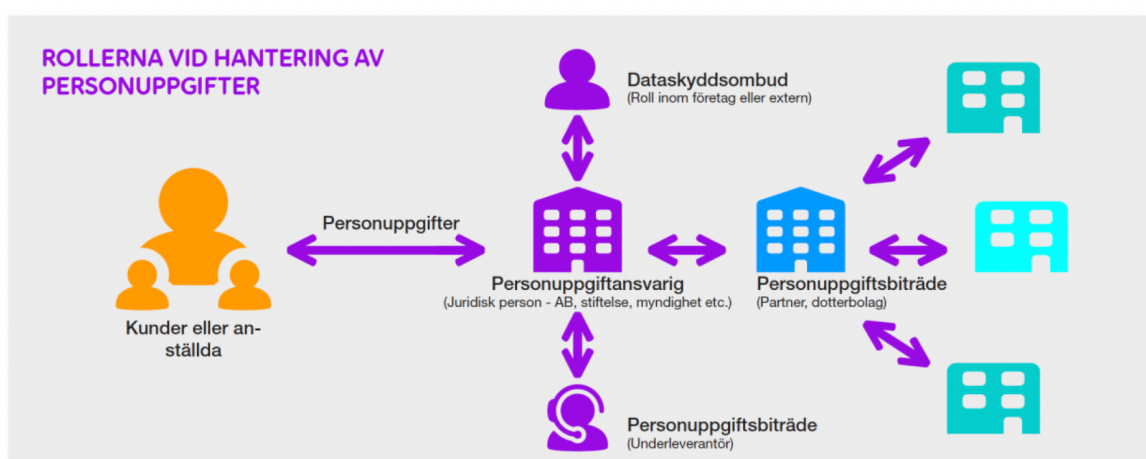 ROLLERNA VID HANTERING AV
PERSONUPPGIFTER
Dataskyddsombud
(Roll inom företag eller extern)
Personuppgifter
Kunder eller an-
ställda
Personuppgiftansvarig
(Juridisk person - AB, stiftelse, myndighet etc.)
Personuppgiftsbiträde
(Partner, dotterbolag)
Personuppgiftsbiträde
(Underleverantör)